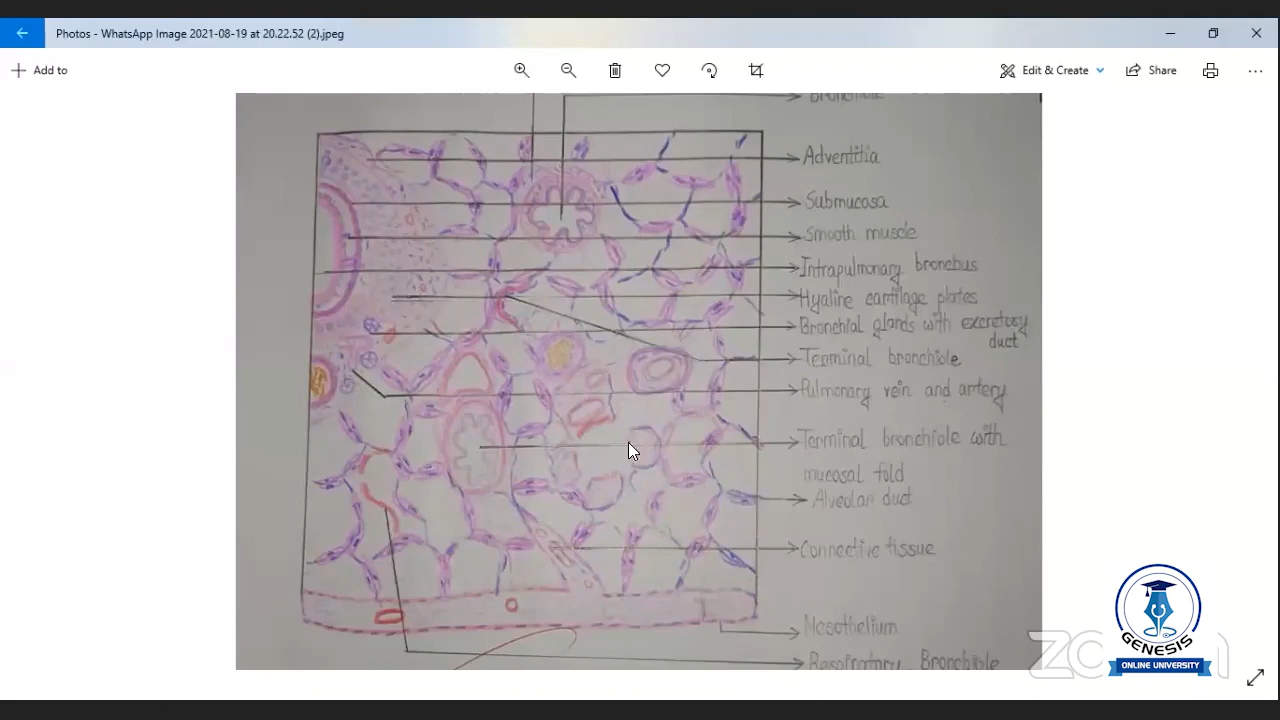 Photos - WhatsApp Image 2021-08-19 at 20.22.52 (2).jpeg
Add to
Edit & Create
Share
Adventitia
Submucosa
Smooth muscle
Intrapulmonary bronchus
Hyaline cartilage plates
Bronchial glands with excretory
duct
Terminal bronchiole
Pulmonary vein and artery
Terminal bronchiole with
mucosal fold
Alveolar duct
Connective tissue
Mesothelium
Respiratory Bronchiole
zoom
GENESIS
ONLINE UNIVERSITY